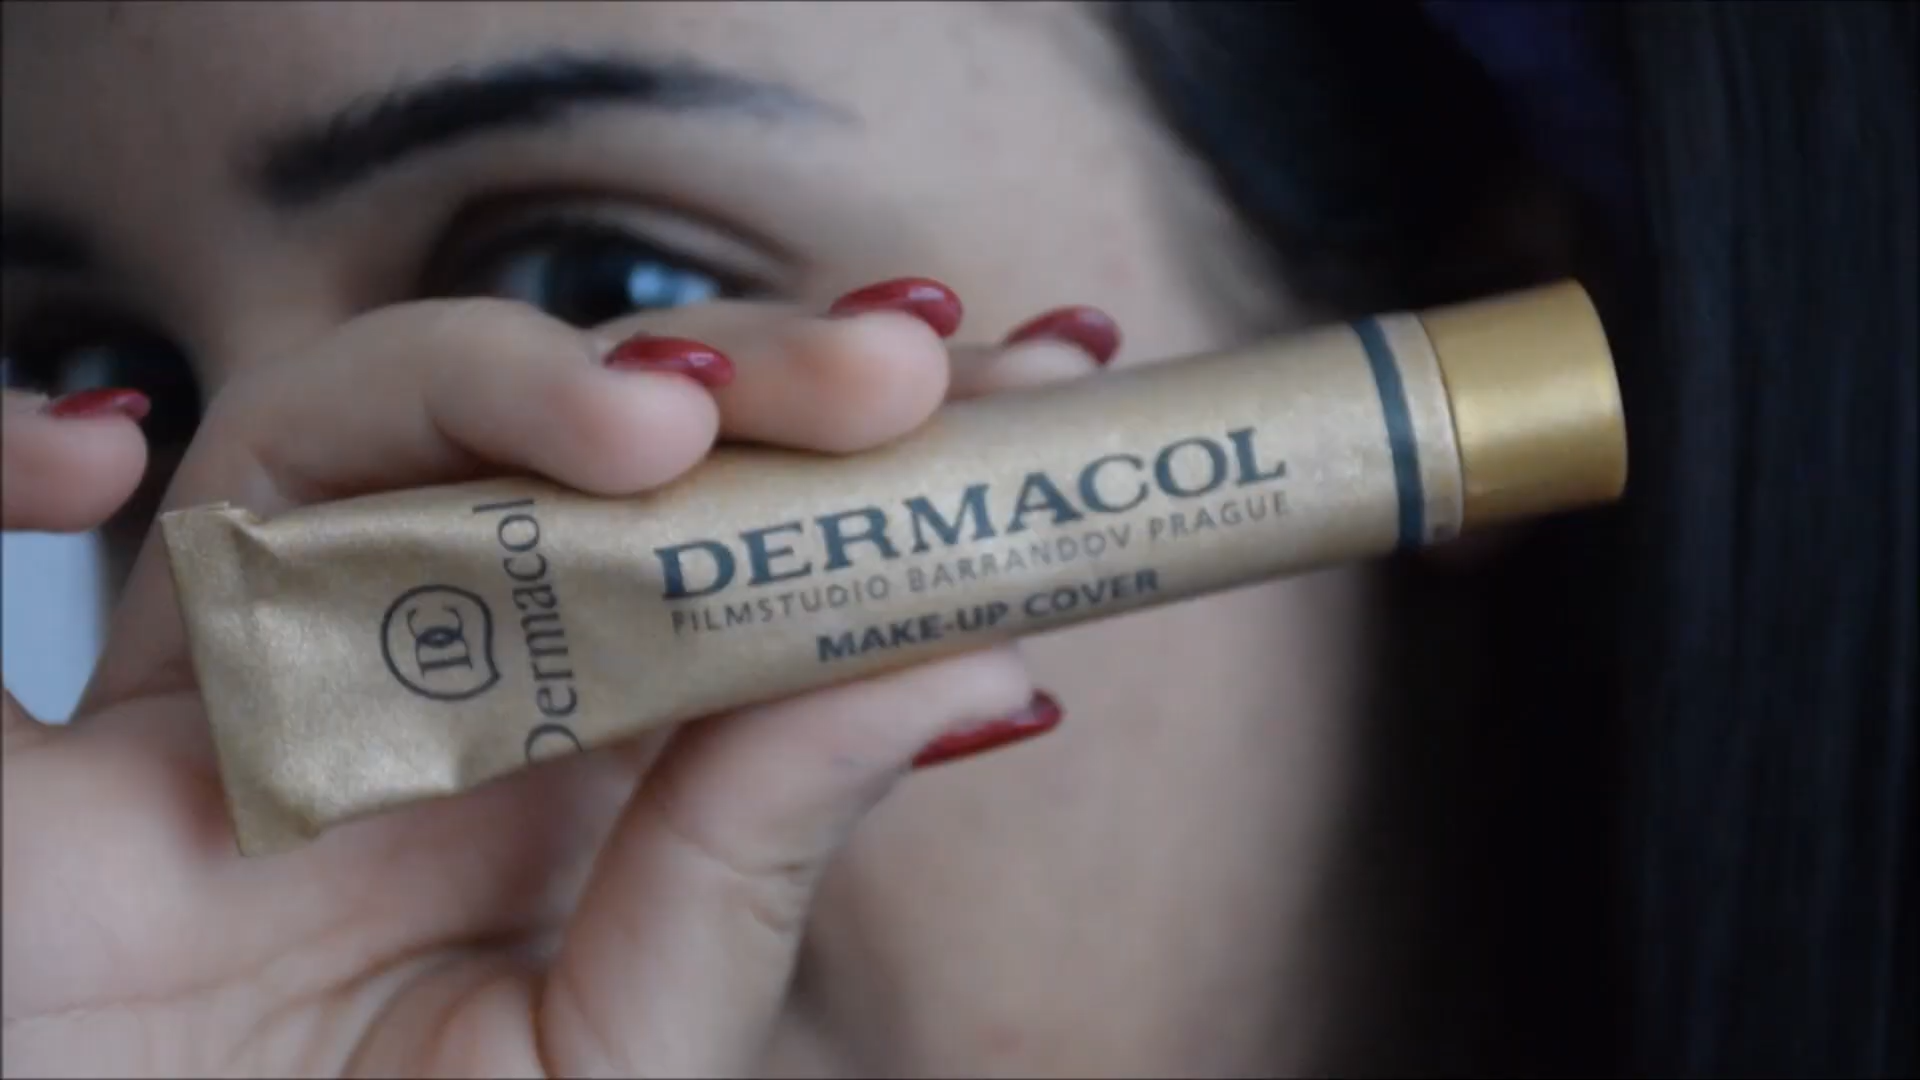 DC
Dermacol
DERMACOL
FILMSTUDIO BARRANDOV PRAGUE
MAKE-UP COVER